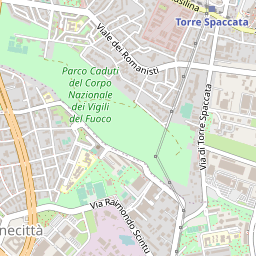 silina
Torre Spaccata
Viale dei Romanisti
Parco Caduti
del Corpo
Nazionale
dei Vigili
del Fuoco
Via di Torre Spaccata
Via Raimondo Scintu
necittà